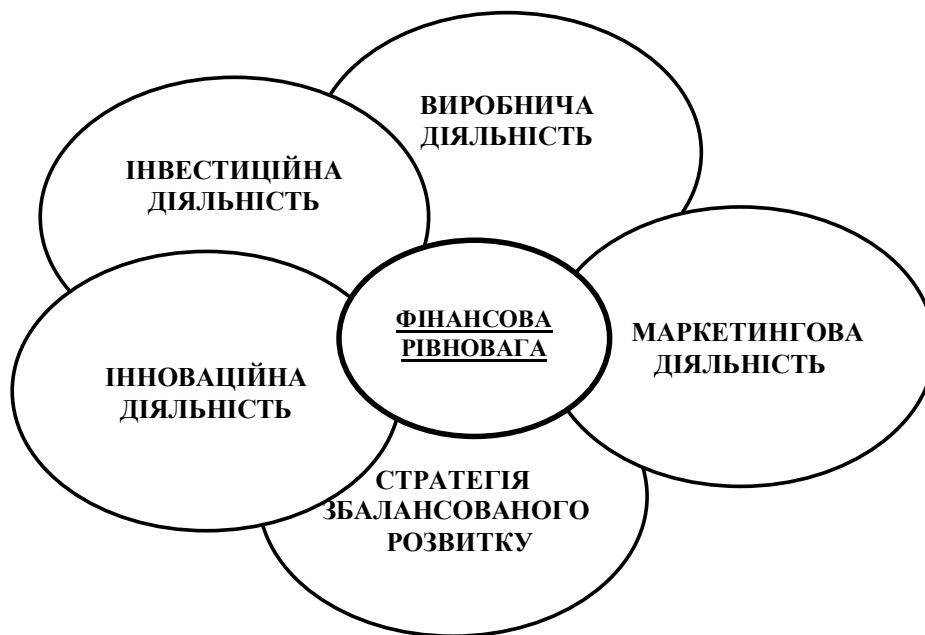 ВИРОБНИЧА
ДІЯЛЬНІСТЬ
ІНВЕСТИЦІЙНА
ДІЯЛЬНІСТЬ
ФІНАНСОВА
РІВНОВАГА
МАРКЕТИНГОВА
ДІЯЛЬНІСТЬ
ІННОВАЦІЙНА
ДІЯЛЬНІСТЬ
СТРАТЕГІЯ
ЗБАЛАНСОВАНОГО
РОЗВИТКУ